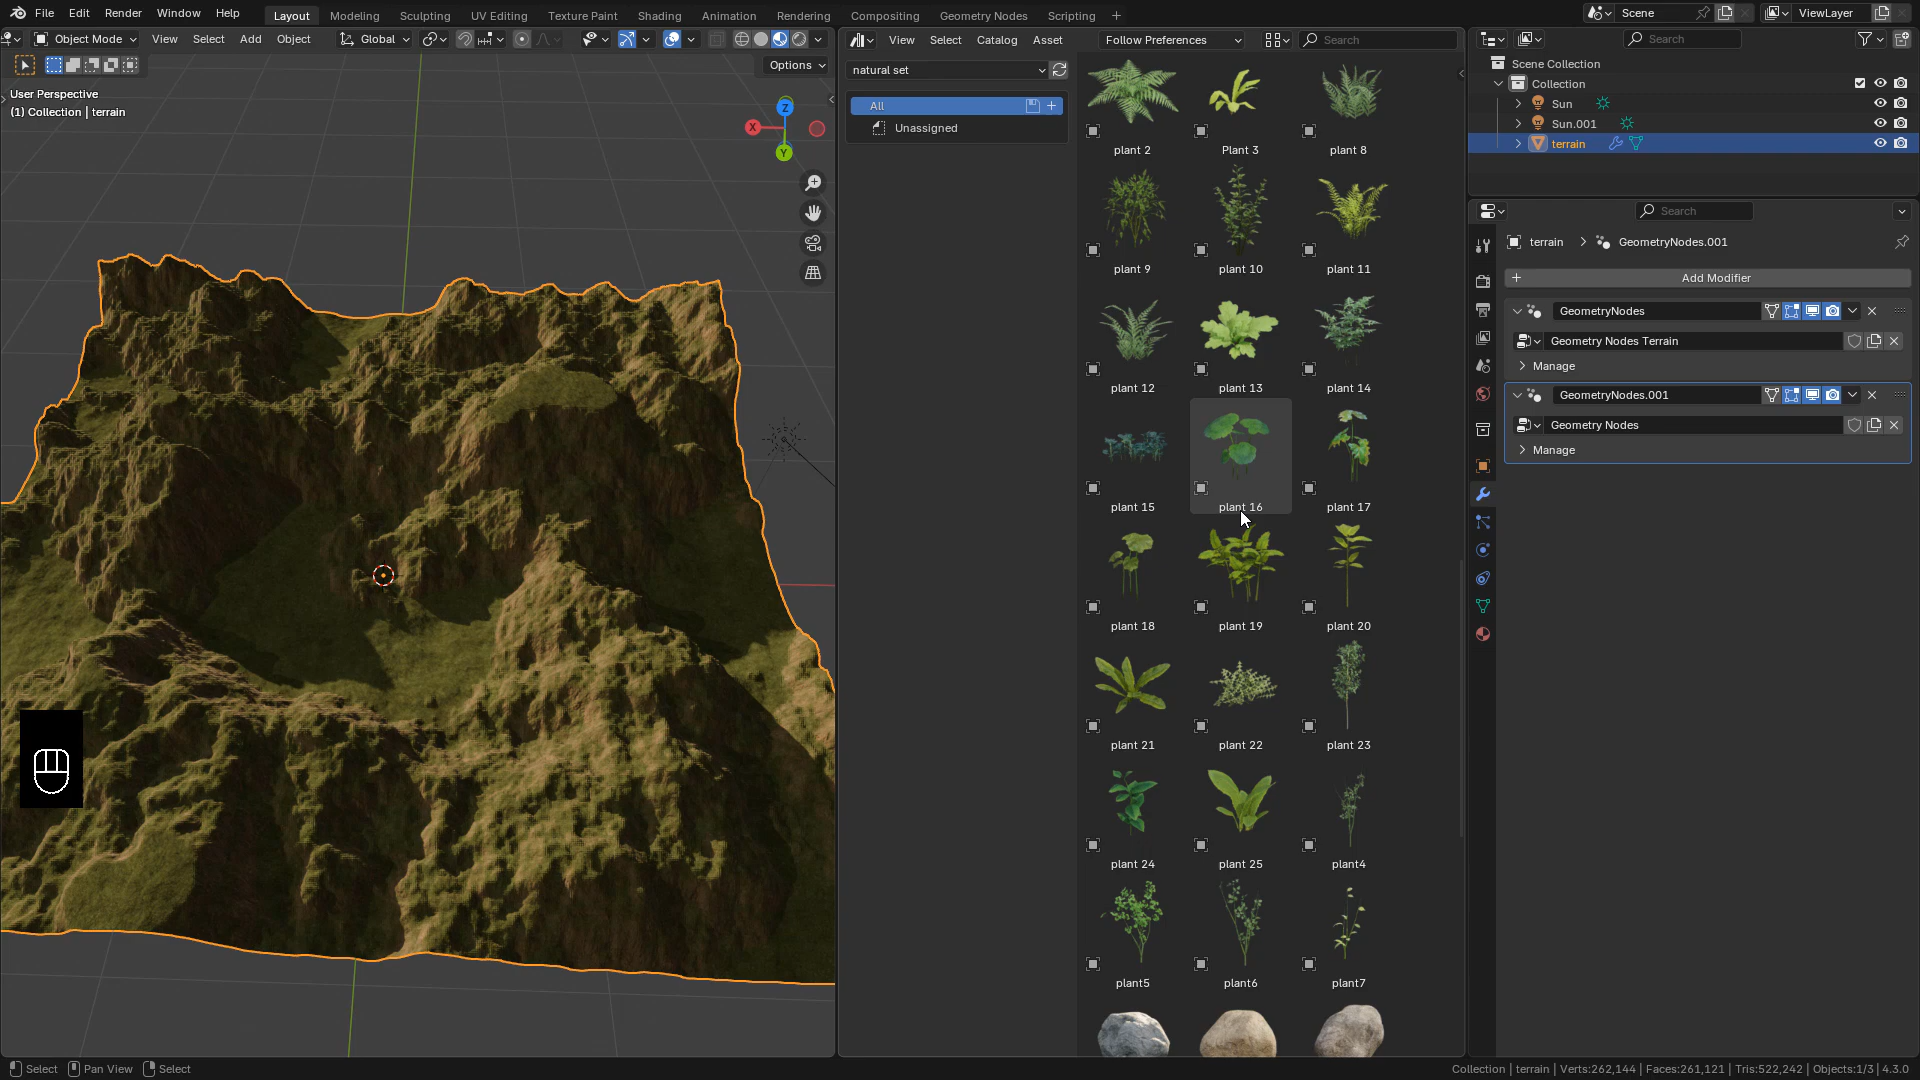 File Edit Render Window Help Layout Modeling Sculpting UV Editing Texture Paint Shading Animation Rendering Compositing Geometry Nodes Scripting + Scene ViewLayer
Object Mode View Select Add Object Global
Options
User Perspective
(1) Collection | terrain
Z
X
Y
View Select Catalog Asset Follow Preferences Search
natural set
All
Unassigned
plant 2 Plant 3 plant 8
plant 9 plant 10 plant 11
plant 12 plant 13 plant 14
plant 15 plant 16 plant 17
plant 18 plant 19 plant 20
plant 21 plant 22 plant 23
plant 24 plant 25 plant4
plant5 plant6 plant7
Search
Scene Collection
Collection
Sun
Sun.001
terrain
Search
terrain > GeometryNodes.001
+ Add Modifier
GeometryNodes
Geometry Nodes Terrain
Manage
GeometryNodes.001
Geometry Nodes
Manage
Select Pan View Select
Collection | terrain | Verts:262,144 | Faces:261,121 | Tris:522,242 | Objects:1/3 | 4.3.0